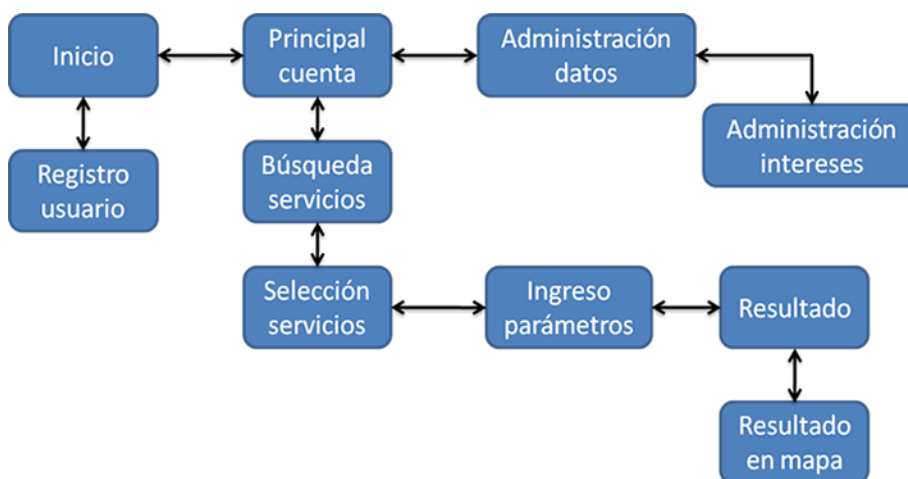 Inicio
Principal
cuenta
Administración
datos
Administración
intereses
Registro
usuario
Búsqueda
servicios
Selección
servicios
Ingreso
parámetros
Resultado
Resultado
en mapa